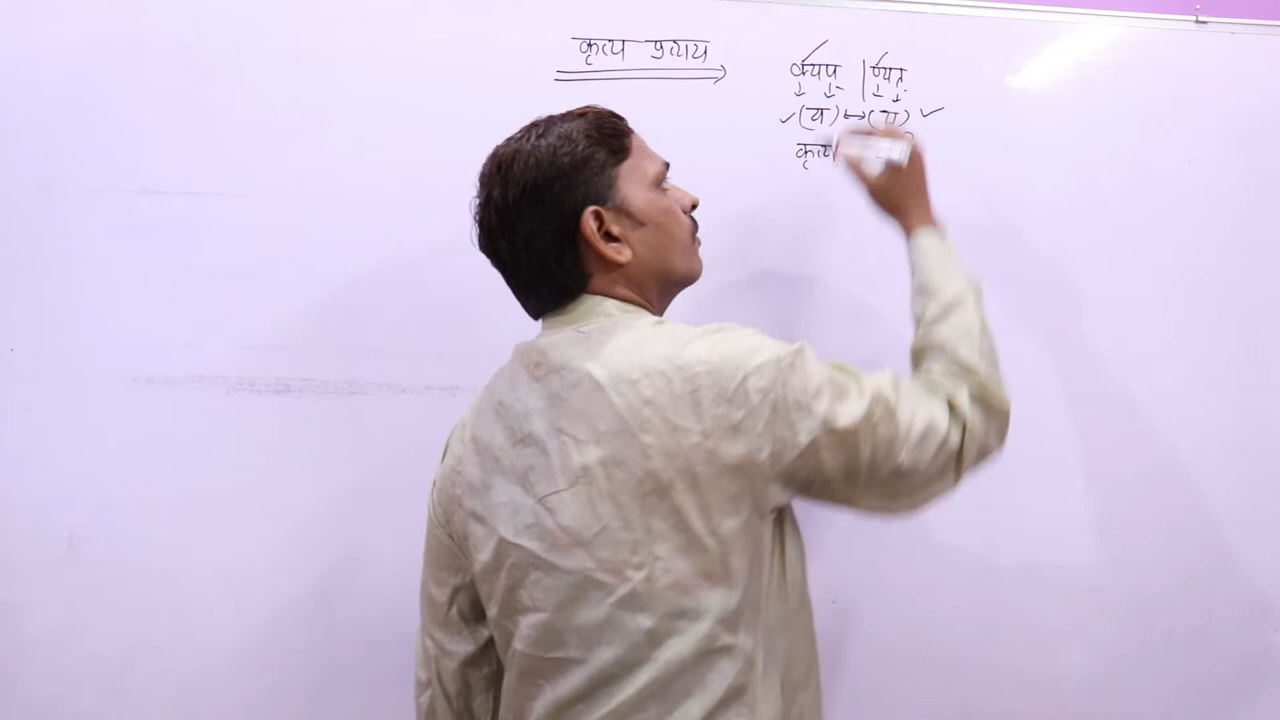 कृत्य प्रत्यय
क्यप् | ण्यत्
✓(य) ↔ (य) ✓
कृत्य